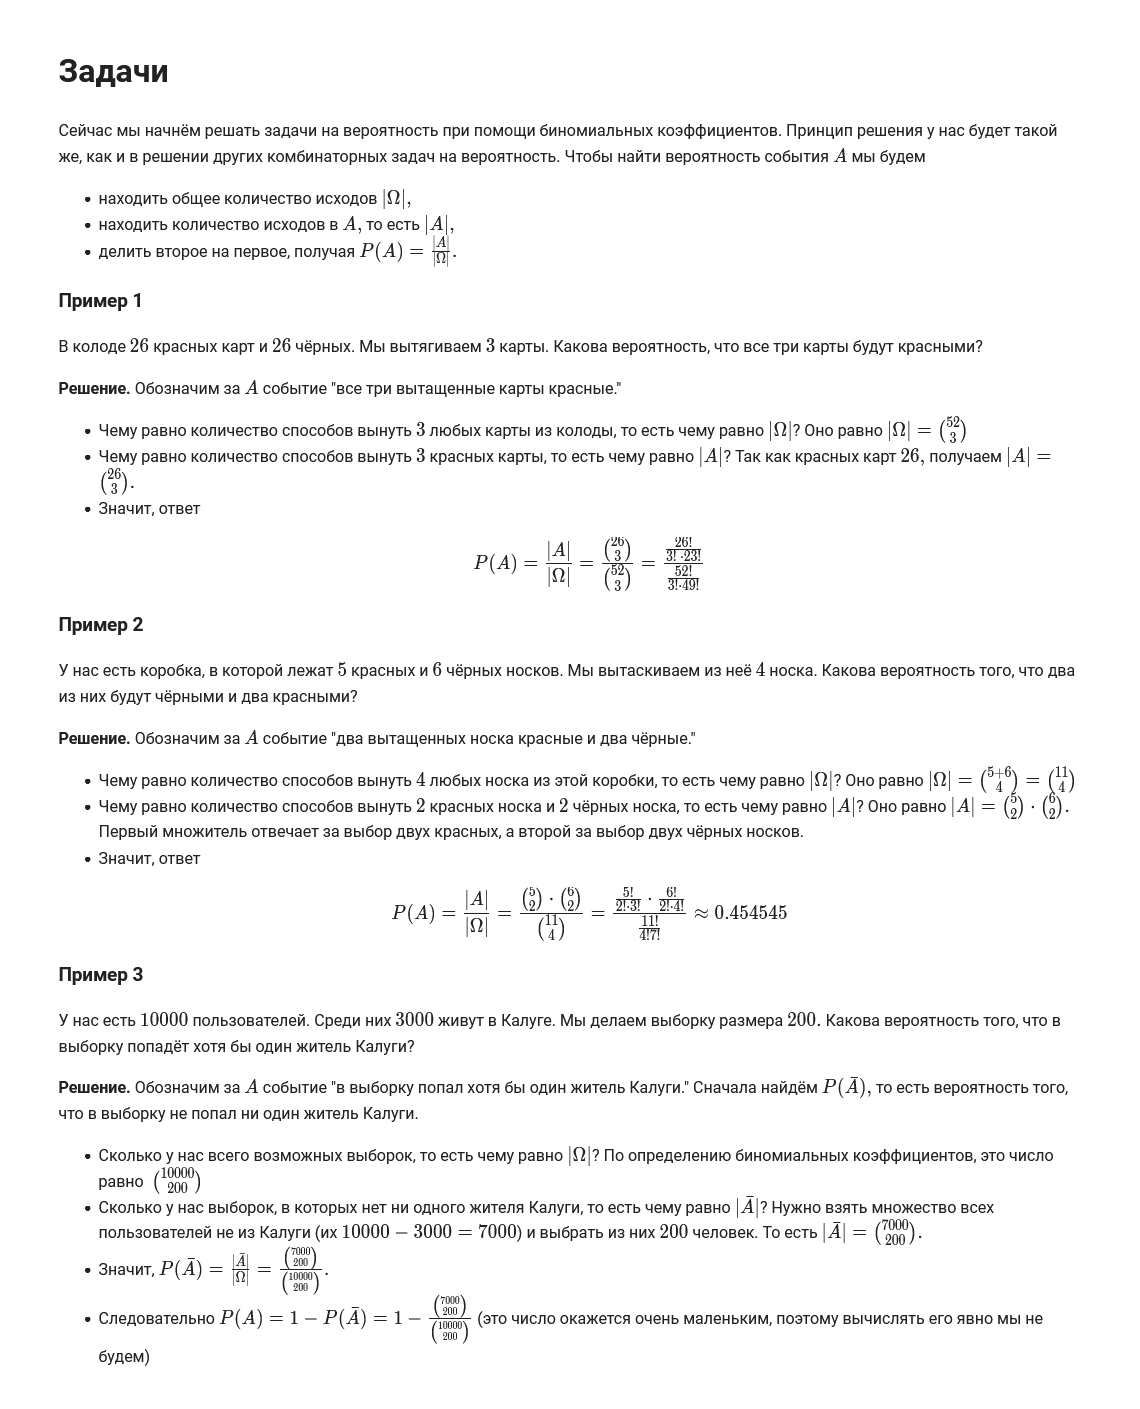 Задачи
Сейчас мы начнём решать задачи на вероятность при помощи биномиальных коэффициентов. Принцип решения у нас будет такой
же, как и в решении других комбинаторных задач на вероятность. Чтобы найти вероятность события $A$ мы будем
• находить общее количество исходов $|\Omega|,$
• находить количество исходов в $A,$ то есть $|A|,$
• делить второе на первое, получая $P(A) = \frac{|A|}{|\Omega|}.$
Пример 1
В колоде 26 красных карт и 26 чёрных. Мы вытягиваем 3 карты. Какова вероятность, что все три карты будут красными?
Решение. Обозначим за $A$ событие "все три вытащенные карты красные."
• Чему равно количество способов вынуть 3 любых карты из колоды, то есть чему равно $|\Omega|$? Оно равно $|\Omega| = \binom{52}{3}$
• Чему равно количество способов вынуть 3 красных карты, то есть чему равно $|A|$? Так как красных карт 26, получаем $|A| =$
$\binom{26}{3}.$
• Значит, ответ
$P(A) = \frac{|A|}{|\Omega|} = \frac{\binom{26}{3}}{\binom{52}{3}} = \frac{\frac{26!}{3! \cdot 23!}}{\frac{52!}{3! \cdot 49!}}$
Пример 2
У нас есть коробка, в которой лежат 5 красных и 6 чёрных носков. Мы вытаскиваем из неё 4 носка. Какова вероятность того, что два
из них будут чёрными и два красными?
Решение. Обозначим за $A$ событие "два вытащенных носка красные и два чёрные."
• Чему равно количество способов вынуть 4 любых носка из этой коробки, то есть чему равно $|\Omega|$? Оно равно $|\Omega| = \binom{5+6}{4} = \binom{11}{4}$
• Чему равно количество способов вынуть 2 красных носка и 2 чёрных носка, то есть чему равно $|A|$? Оно равно $|A| = \binom{5}{2} \cdot \binom{6}{2}.$
Первый множитель отвечает за выбор двух красных, а второй за выбор двух чёрных носков.
• Значит, ответ
$P(A) = \frac{|A|}{|\Omega|} = \frac{\binom{5}{2} \cdot \binom{6}{2}}{\binom{11}{4}} = \frac{\frac{5!}{2! \cdot 3!} \cdot \frac{6!}{2! \cdot 4!}}{\frac{11!}{4!7!}} \approx 0.454545$
Пример 3
У нас есть 10000 пользователей. Среди них 3000 живут в Калуге. Мы делаем выборку размера 200. Какова вероятность того, что в
выборку попадёт хотя бы один житель Калуги?
Решение. Обозначим за $A$ событие "в выборку попал хотя бы один житель Калуги." Сначала найдём $P(\bar{A}),$ то есть вероятность того,
что в выборку не попал ни один житель Калуги.
• Сколько у нас всего возможных выборок, то есть чему равно $|\Omega|$? По определению биномиальных коэффициентов, это число
равно $\binom{10000}{200}$
• Сколько у нас выборок, в которых нет ни одного жителя Калуги, то есть чему равно $|\bar{A}|$? Нужно взять множество всех
пользователей не из Калуги (их $10000 - 3000 = 7000$) и выбрать из них 200 человек. То есть $|\bar{A}| = \binom{7000}{200}.$
• Значит, $P(\bar{A}) = \frac{|\bar{A}|}{|\Omega|} = \frac{\binom{7000}{200}}{\binom{10000}{200}}.$
• Следовательно $P(A) = 1 - P(\bar{A}) = 1 - \frac{\binom{7000}{200}}{\binom{10000}{200}}$ (это число окажется очень маленьким, поэтому вычислять его явно мы не
будем)